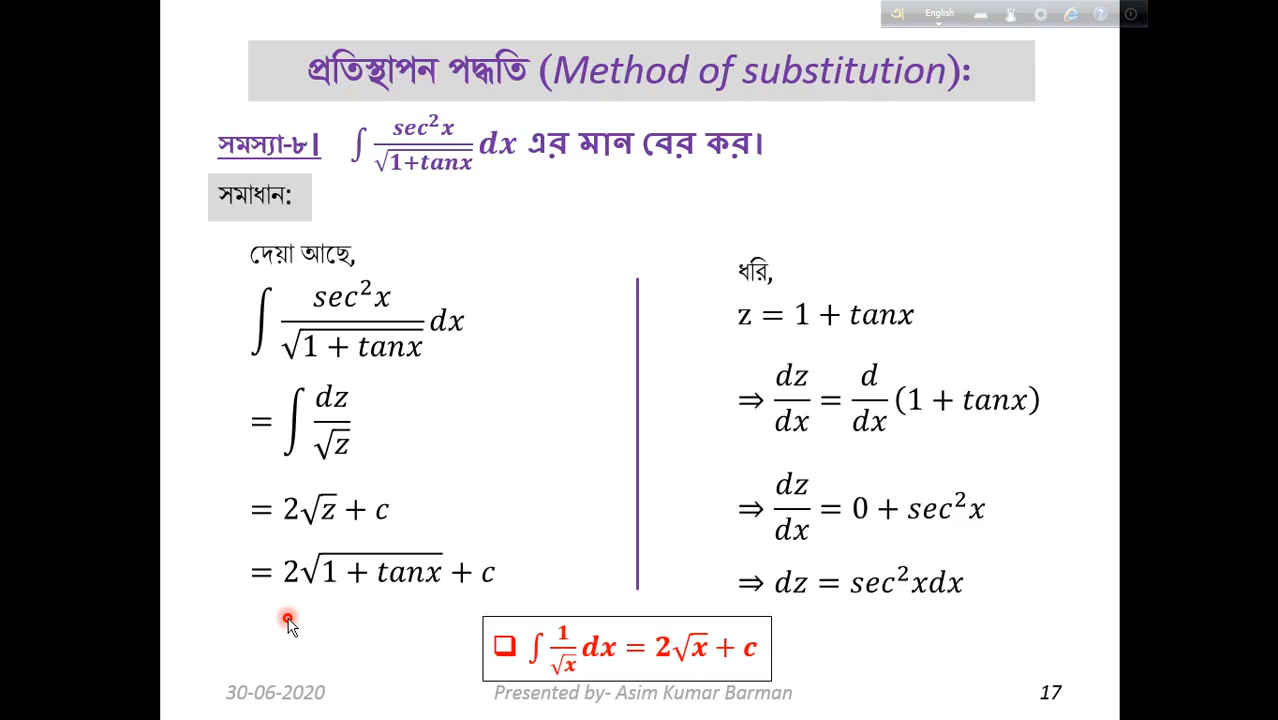 English
প্রতিস্থাপন পদ্ধতি (Method of substitution):
সমস্যা-৮। ∫ sec²x/√(1+tanx) dx এর মান বের কর।
সমাধান:
দেয়া আছে,
∫ sec²x/√(1 + tanx) dx
= ∫ dz/√z
= 2√z + c
= 2√(1 + tanx) + c
ধরি,
z = 1 + tanx
⇒ dz/dx = d/dx (1 + tanx)
⇒ dz/dx = 0 + sec²x
⇒ dz = sec²xdx
❑ ∫ 1/√x dx = 2√x + c
30-06-2020
Presented by- Asim Kumar Barman
17